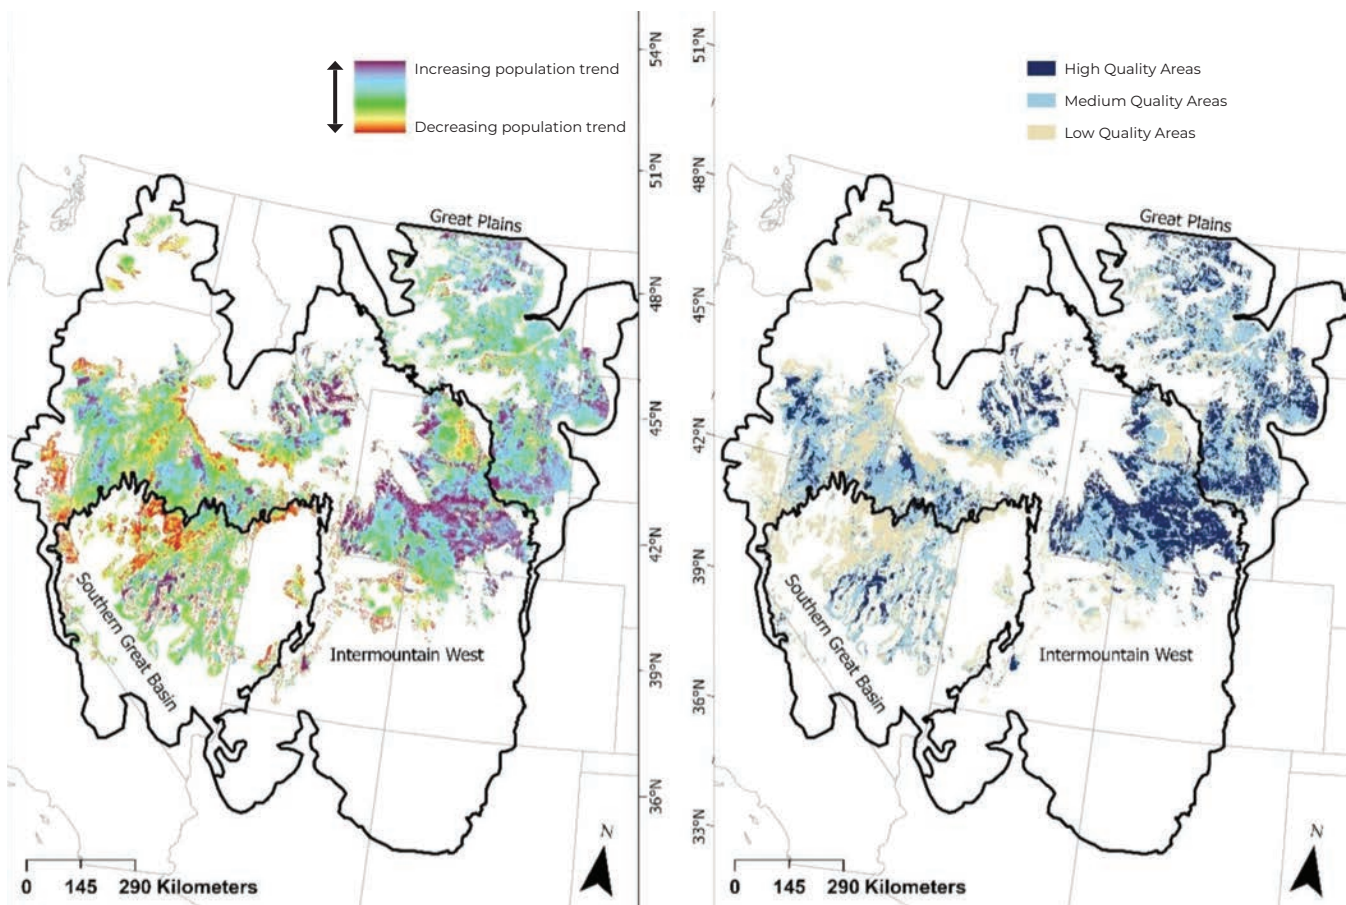 Increasing population trend
Decreasing population trend
54°N
51°N
48°N
45°N
42°N
39°N
36°N
Great Plains
Southern Great Basin
Intermountain West
N
0 145 290 Kilometers
High Quality Areas
Medium Quality Areas
Low Quality Areas
51°N
48°N
45°N
42°N
39°N
36°N
33°N
Great Plains
Southern Great Basin
Intermountain West
N
0 145 290 Kilometers